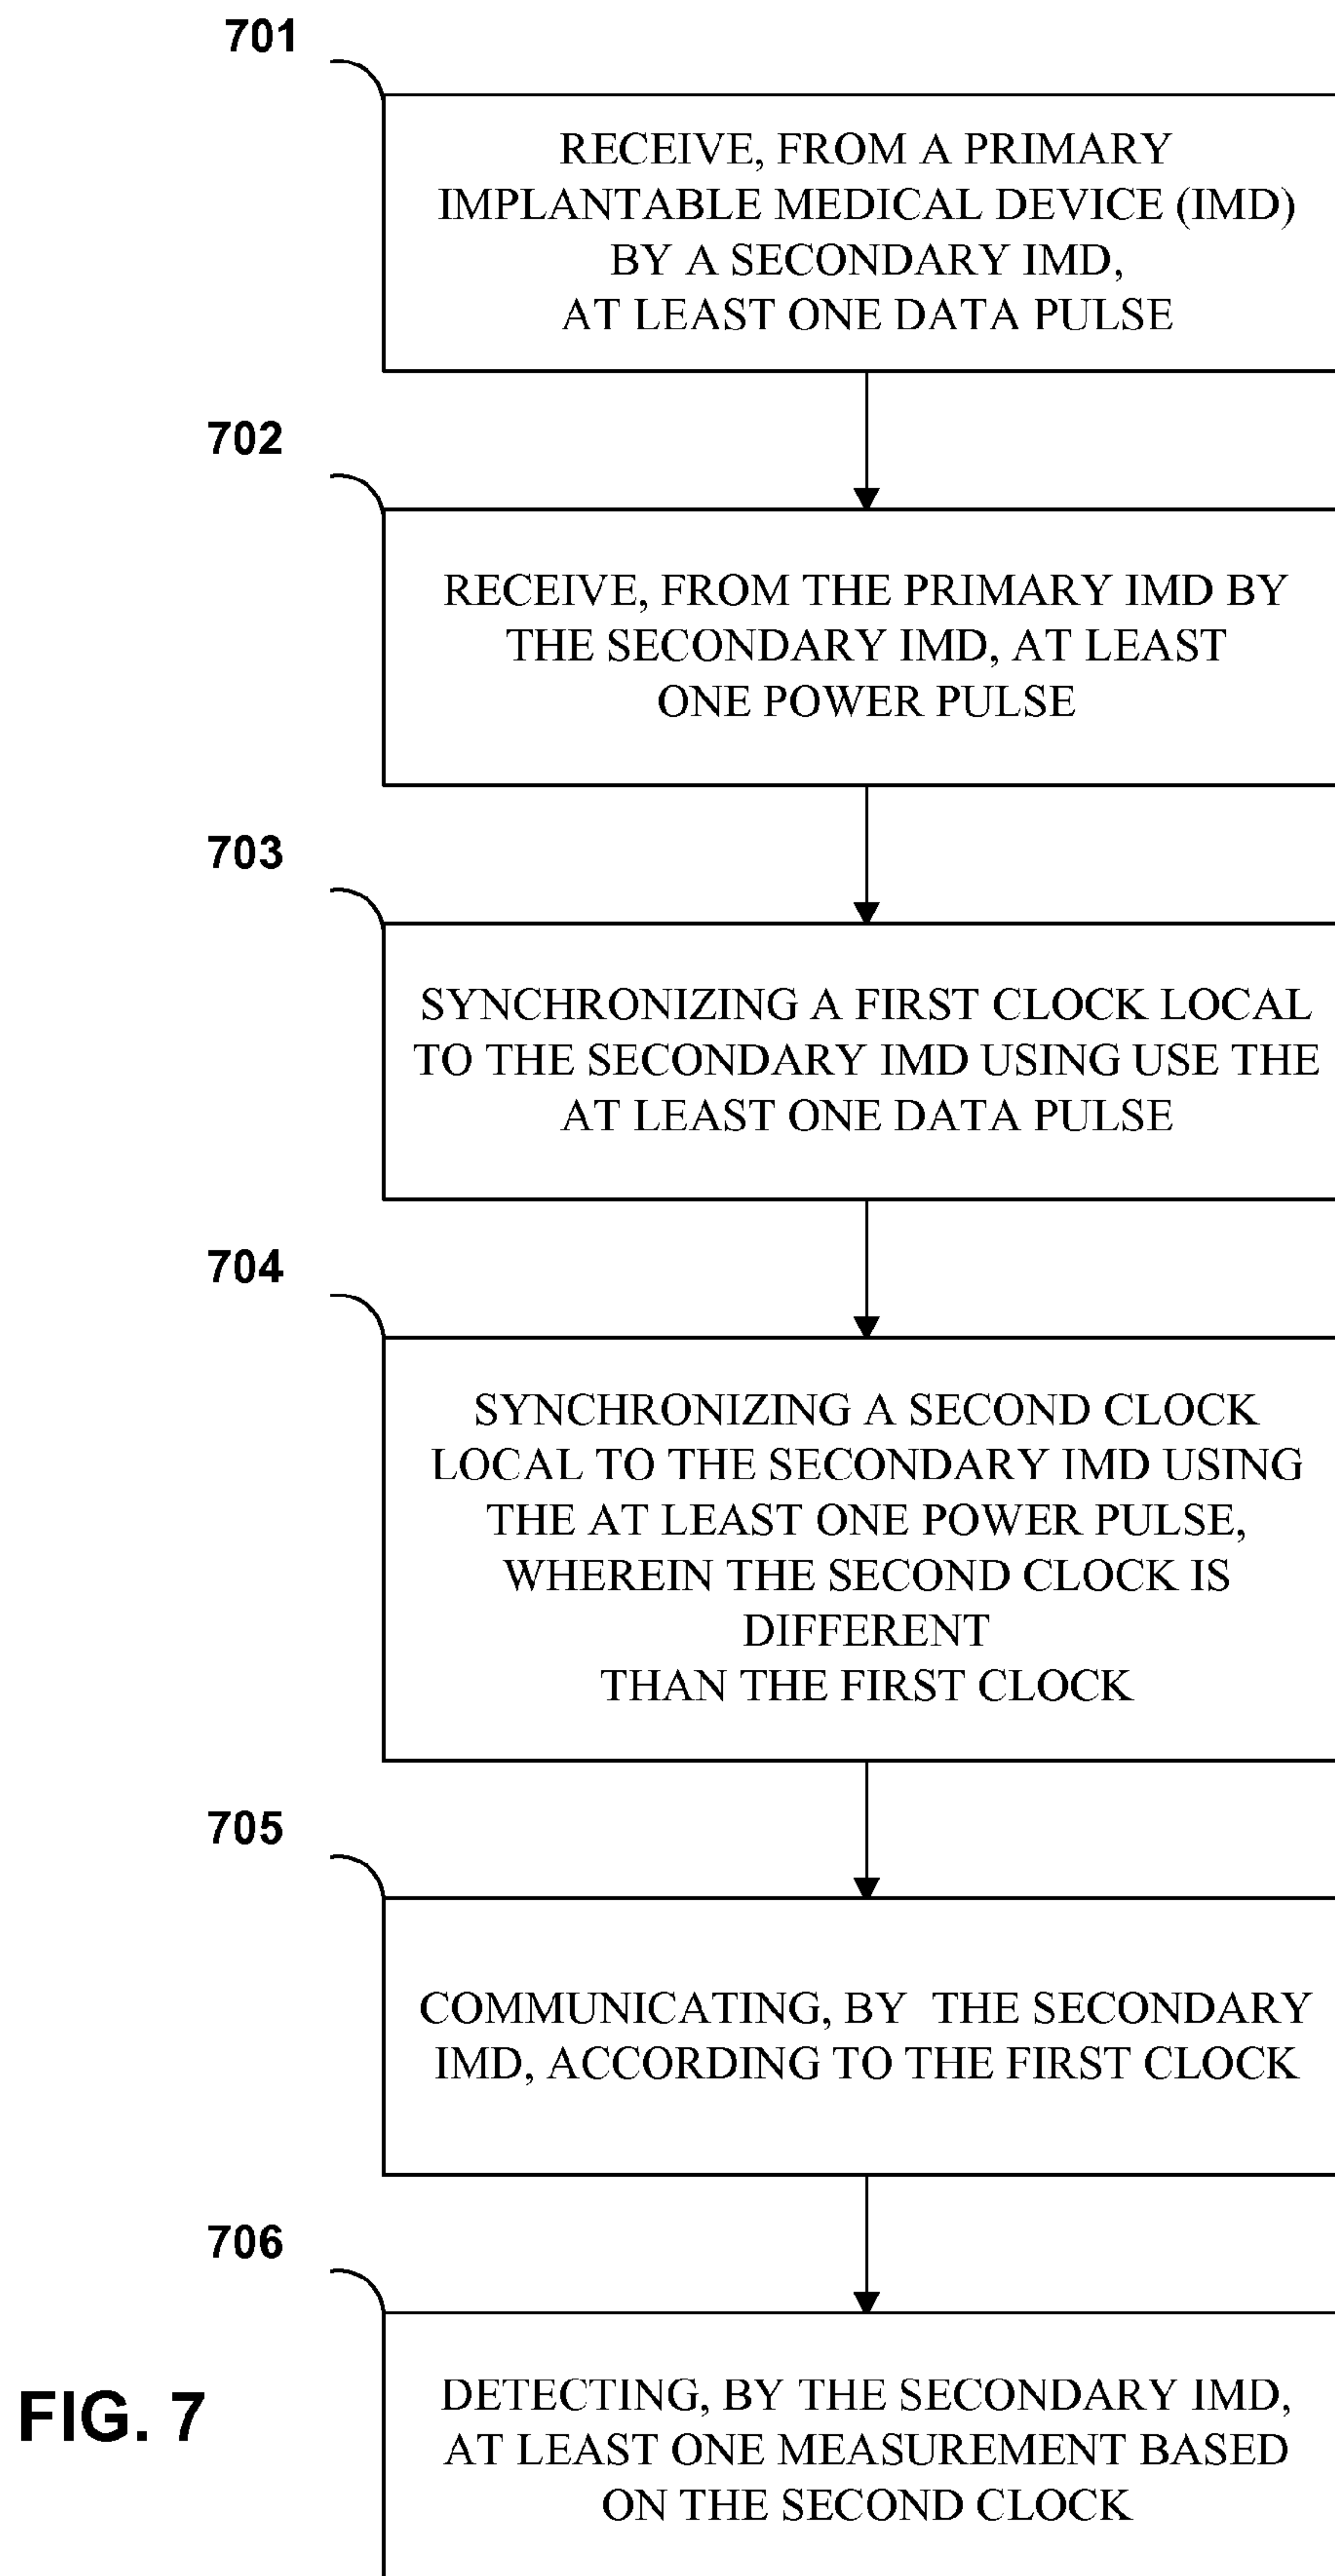 701
RECEIVE, FROM A PRIMARY
IMPLANTABLE MEDICAL DEVICE (IMD)
BY A SECONDARY IMD,
AT LEAST ONE DATA PULSE
702
RECEIVE, FROM THE PRIMARY IMD BY
THE SECONDARY IMD, AT LEAST
ONE POWER PULSE
703
SYNCHRONIZING A FIRST CLOCK LOCAL
TO THE SECONDARY IMD USING USE THE
AT LEAST ONE DATA PULSE
704
SYNCHRONIZING A SECOND CLOCK
LOCAL TO THE SECONDARY IMD USING
THE AT LEAST ONE POWER PULSE,
WHEREIN THE SECOND CLOCK IS
DIFFERENT
THAN THE FIRST CLOCK
705
COMMUNICATING, BY THE SECONDARY
IMD, ACCORDING TO THE FIRST CLOCK
706
DETECTING, BY THE SECONDARY IMD,
AT LEAST ONE MEASUREMENT BASED
ON THE SECOND CLOCK
FIG. 7